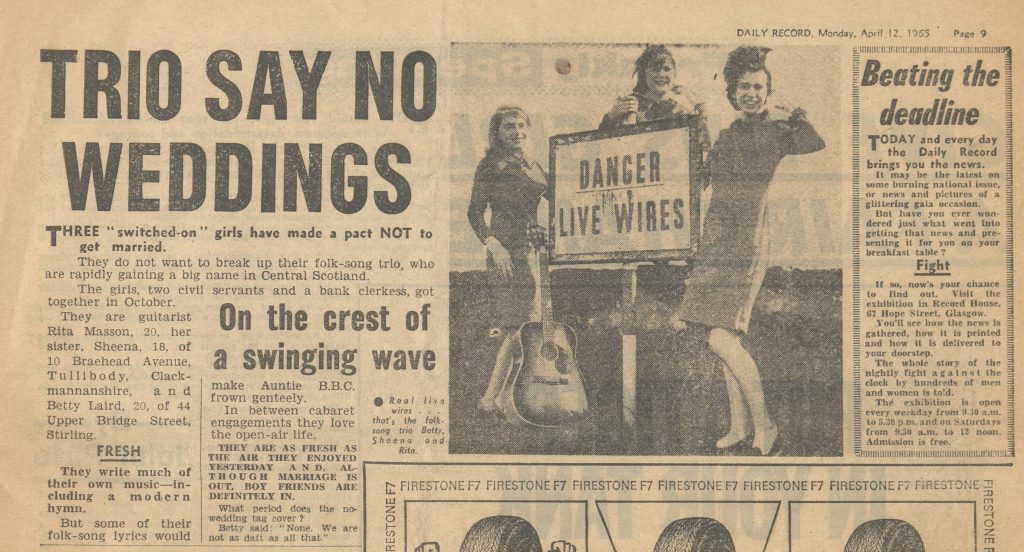 DAILY RECORD, Monday, April 12, 1965 Page 9
TRIO SAY NO
WEDDINGS
THREE "switched-on" girls have made a pact NOT to
get married.
They do not want to break up their folk-song trio, who
are rapidly gaining a big name in Central Scotland.
The girls, two civil servants and a bank clerkess, got
together in October.
They are guitarist
Rita Masson, 20, her
sister, Sheena, 18, of
10 Braehead Avenue,
Tullibody, Clack-
mannanshire, and
Betty Laird, 20, of 44
Upper Bridge Street,
Stirling.
FRESH
They write much of
their own music—in-
cluding a modern
hymn.
But some of their
folk-song lyrics would
On the crest of
a swinging wave
make Auntie B.B.C.
frown genteely.
In between cabaret
engagements they love
the open-air life.
THEY ARE AS FRESH AS
THE AIR THEY ENJOYED
YESTERDAY AND, AL-
THOUGH MARRIAGE IS
OUT, BOY FRIENDS ARE
DEFINITELY IN.
What period does the no-
wedding tag cover?
Betty said: "None. We are
not as daft as all that."
DANGER
LIVE WIRES
● Real live
wires . . .
that's the folk-
song trio Betty,
Sheena and
Rita.
Beating the
deadline
TODAY and every day
the Daily Record
brings you the news.
It may be the latest on
some burning national issue,
or news and pictures of a
glittering gala occasion.
But have you ever won-
dered just what went into
getting that news and pre-
senting it for you on your
breakfast table?
Fight
If so, now's your chance
to find out. Visit the
exhibition in Record House,
67 Hope Street, Glasgow.
You'll see how the news is
gathered, how it is printed
and how it is delivered to
your doorstep.
The whole story of the
nightly fight against the
clock by hundreds of men
and women is told.
The exhibition is open
every weekday from 9.30 a.m.
to 5.30 p.m. and on Saturdays
from 9.30 a.m. to 12 noon.
Admission is free.
FIRESTONE F7 FIRESTONE F7 FIRESTONE F7 FIRESTONE F7 FIRESTONE F7 FIRESTONE
FIRESTONE F7
FIRESTONE F7